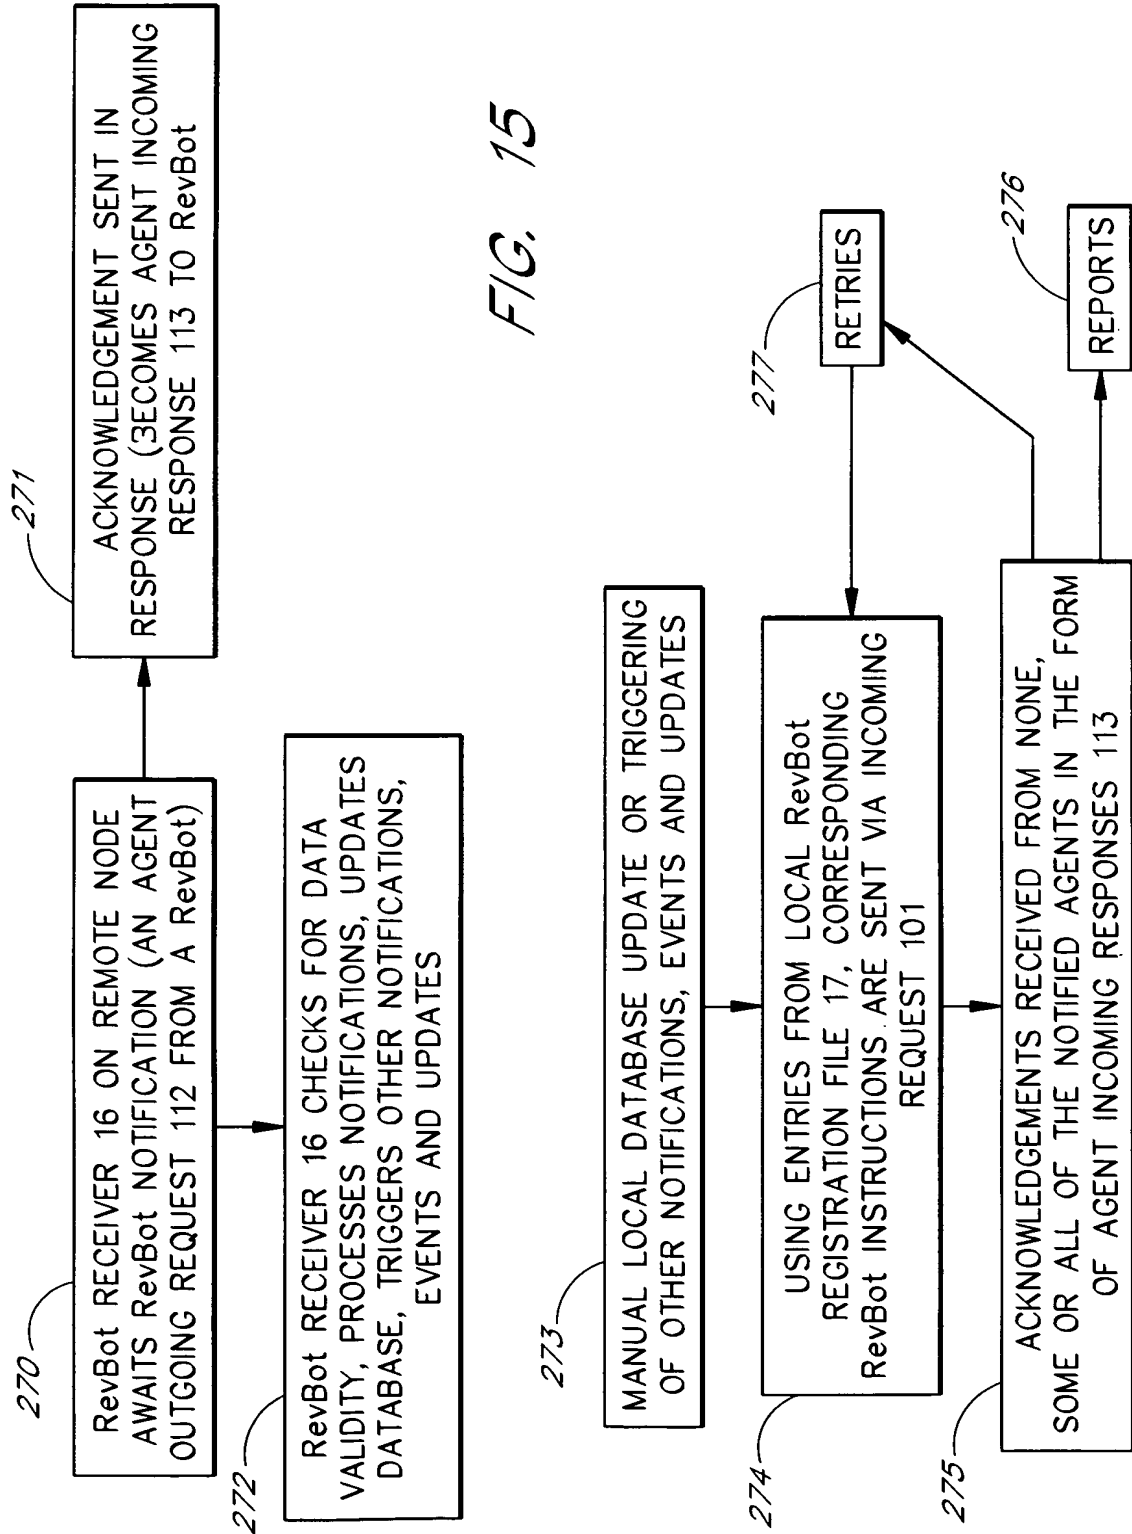 270
RevBot RECEIVER 16 ON REMOTE NODE
AWAITS RevBot NOTIFICATION (AN AGENT
OUTGOING REQUEST 112 FROM A RevBot)
271
ACKNOWLEDGEMENT SENT IN
RESPONSE (3ECOMES AGENT INCOMING
RESPONSE 113 TO RevBot
272
RevBot RECEIVER 16 CHECKS FOR DATA
VALIDITY, PROCESSES NOTIFICATIONS, UPDATES
DATABASE, TRIGGERS OTHER NOTIFICATIONS,
EVENTS AND UPDATES
FIG. 15
273
MANUAL LOCAL DATABASE UPDATE OR TRIGGERING
OF OTHER NOTIFICATIONS, EVENTS AND UPDATES
274
USING ENTRIES FROM LOCAL RevBot
REGISTRATION FILE 17, CORRESPONDING
RevBot INSTRUCTIONS ARE SENT VIA INCOMING
REQUEST 101
277
RETRIES
275
ACKNOWLEDGEMENTS RECEIVED FROM NONE,
SOME OR ALL OF THE NOTIFIED AGENTS IN THE FORM
OF AGENT INCOMING RESPONSES 113
276
REPORTS